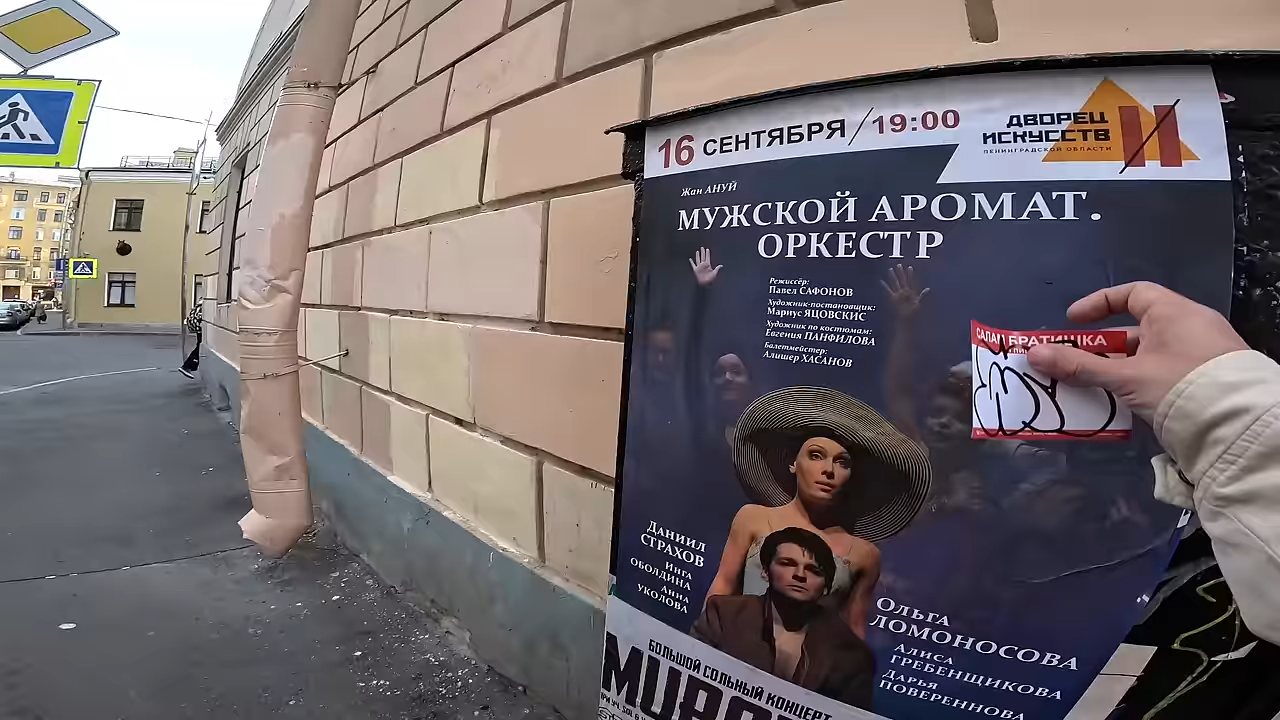 16 СЕНТЯБРЯ/19:00
ДВОРЕЦ
ИСКУССТВ
ЛЕНИНГРАДСКОЙ ОБЛАСТИ
Жан АНУЙ
МУЖСКОЙ АРОМАТ.
ОРКЕСТР
Режиссёр:
Павел САФОНОВ
Художник-постановщик:
Мариус ЯЦОВСКИС
Художник по костюмам:
Евгения ПАНФИЛОВА
Балетмейстер:
Алишер ХАСАНОВ
САЛАМ БРАТИШКА
ДАНИИЛ
СТРАХОВ
ИНГА
ОБОЛДИНА
АННА
УКОЛОВА
ОЛЬГА
ЛОМОНОСОВА
АЛИСА
ГРЕБЕНЩИКОВА
ДАРЬЯ
ПОВЕРЕННОВА
БОЛЬШОЙ СОЛЬНЫЙ КОНЦЕРТ